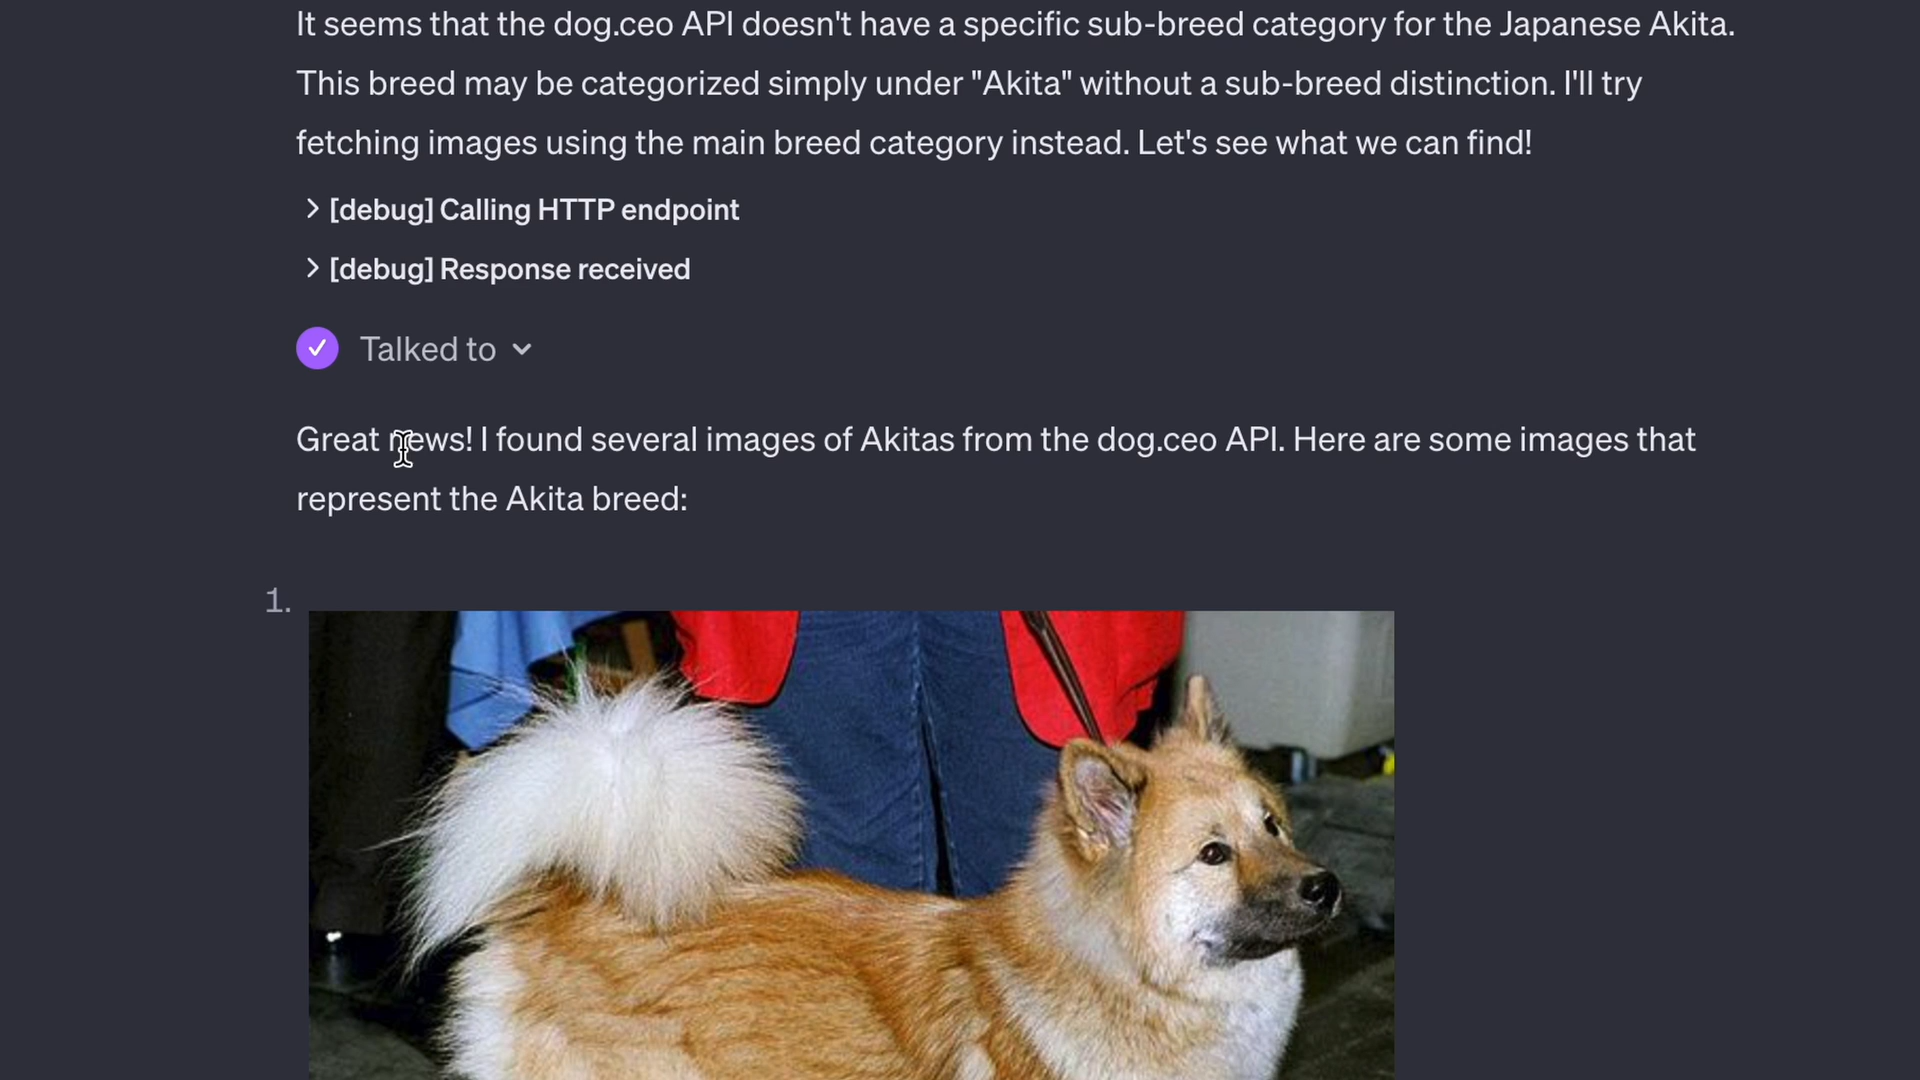 It seems that the dog.ceo API doesn't have a specific sub-breed category for the Japanese Akita.
This breed may be categorized simply under "Akita" without a sub-breed distinction. I'll try
fetching images using the main breed category instead. Let's see what we can find!
[debug] Calling HTTP endpoint
[debug] Response received
Talked to
Great news! I found several images of Akitas from the dog.ceo API. Here are some images that
represent the Akita breed:
1.